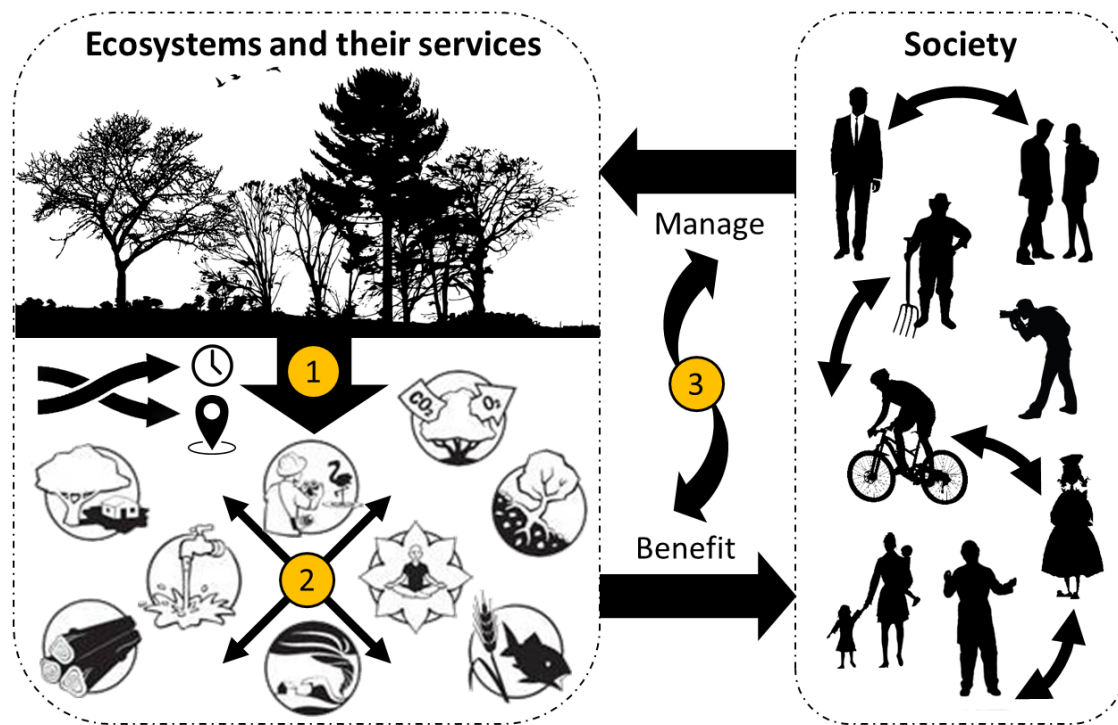 Ecosystems and their services
Society
Manage
1
CO₂
O₂
3
Benefit
2